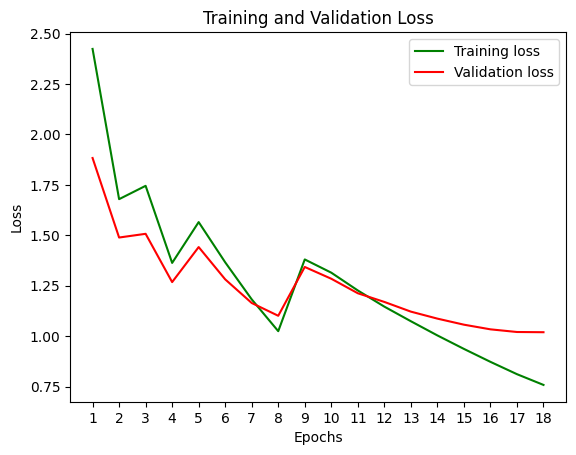 Training and Validation Loss
Training loss
Validation loss
Loss
2.50
2.25
2.00
1.75
1.50
1.25
1.00
0.75
1 2 3 4 5 6 7 8 9 10 11 12 13 14 15 16 17 18
Epochs